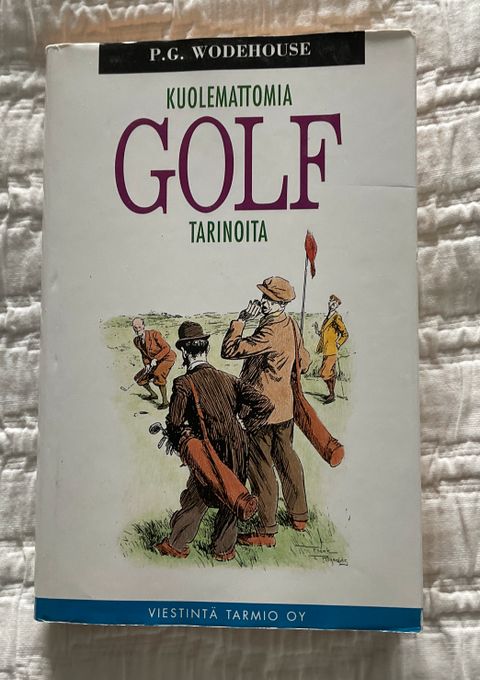 P.G. WODEHOUSE
KUOLEMATTOMIA
GOLF
TARINOITA
VIESTINTÄ TARMIO OY